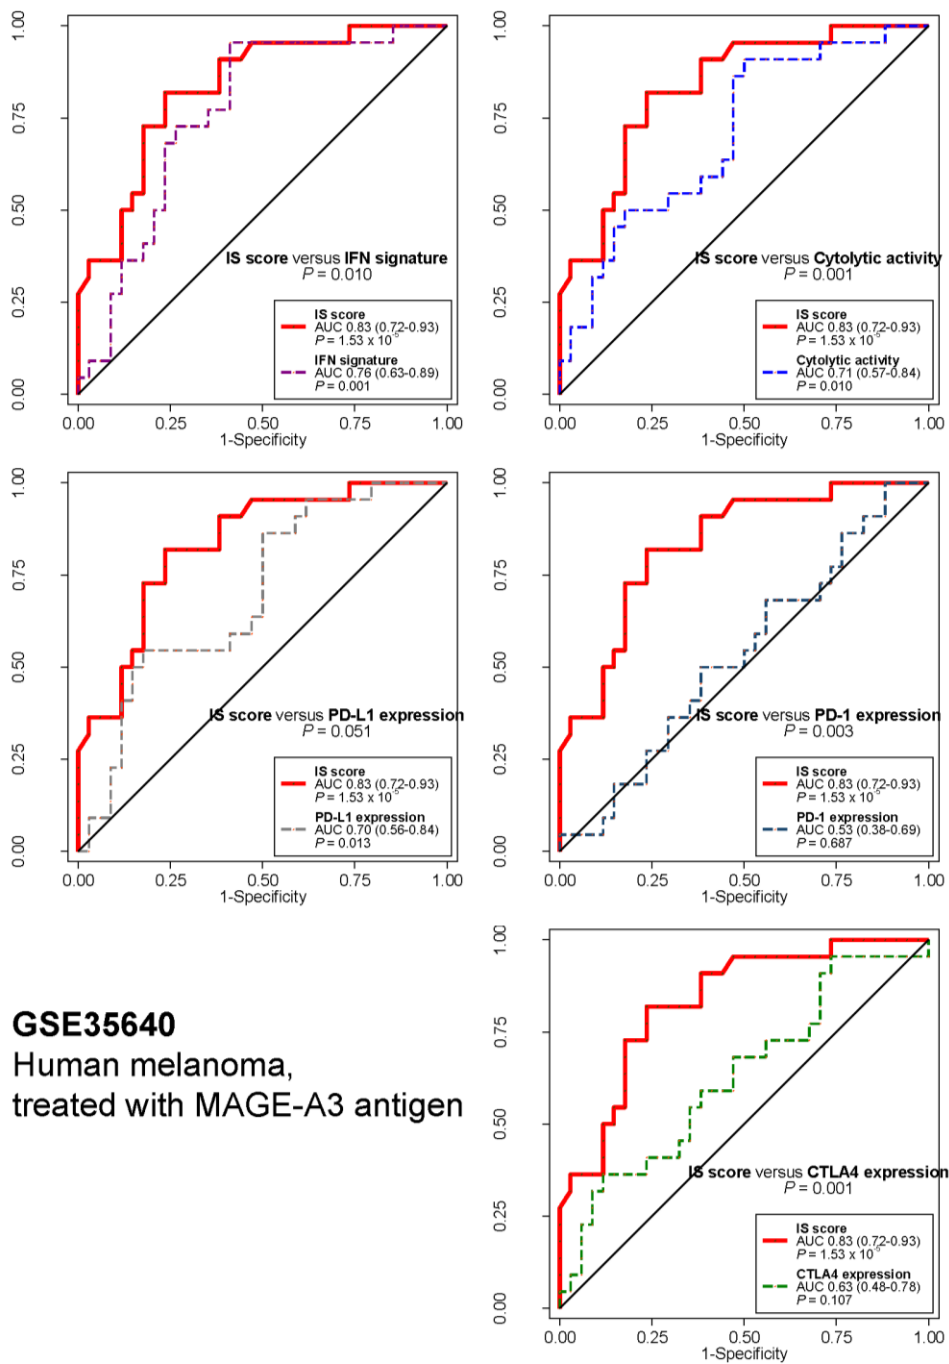 1.00
0.75
0.50
0.25
0.00
IS score versus IFN signature
P = 0.010
IS score
AUC 0.83 (0.72-0.93)
P = 1.53 x 10-5
IFN signature
AUC 0.76 (0.63-0.89)
P = 0.001
0.00 0.25 0.50 0.75 1.00
1-Specificity
1.00
0.75
0.50
0.25
0.00
IS score versus Cytolytic activity
P = 0.001
IS score
AUC 0.83 (0.72-0.93)
P = 1.53 x 10-5
Cytolytic activity
AUC 0.71 (0.57-0.84)
P = 0.010
0.00 0.25 0.50 0.75 1.00
1-Specificity
1.00
0.75
0.50
0.25
0.00
IS score versus PD-L1 expression
P = 0.051
IS score
AUC 0.83 (0.72-0.93)
P = 1.53 x 10-5
PD-L1 expression
AUC 0.70 (0.56-0.84)
P = 0.013
0.00 0.25 0.50 0.75 1.00
1-Specificity
1.00
0.75
0.50
0.25
0.00
IS score versus PD-1 expression
P = 0.003
IS score
AUC 0.83 (0.72-0.93)
P = 1.53 x 10-5
PD-1 expression
AUC 0.53 (0.38-0.69)
P = 0.687
0.00 0.25 0.50 0.75 1.00
1-Specificity
GSE35640
Human melanoma,
treated with MAGE-A3 antigen
1.00
0.75
0.50
0.25
0.00
IS score versus CTLA4 expression
P = 0.001
IS score
AUC 0.83 (0.72-0.93)
P = 1.53 x 10-5
CTLA4 expression
AUC 0.63 (0.48-0.78)
P = 0.107
0.00 0.25 0.50 0.75 1.00
1-Specificity